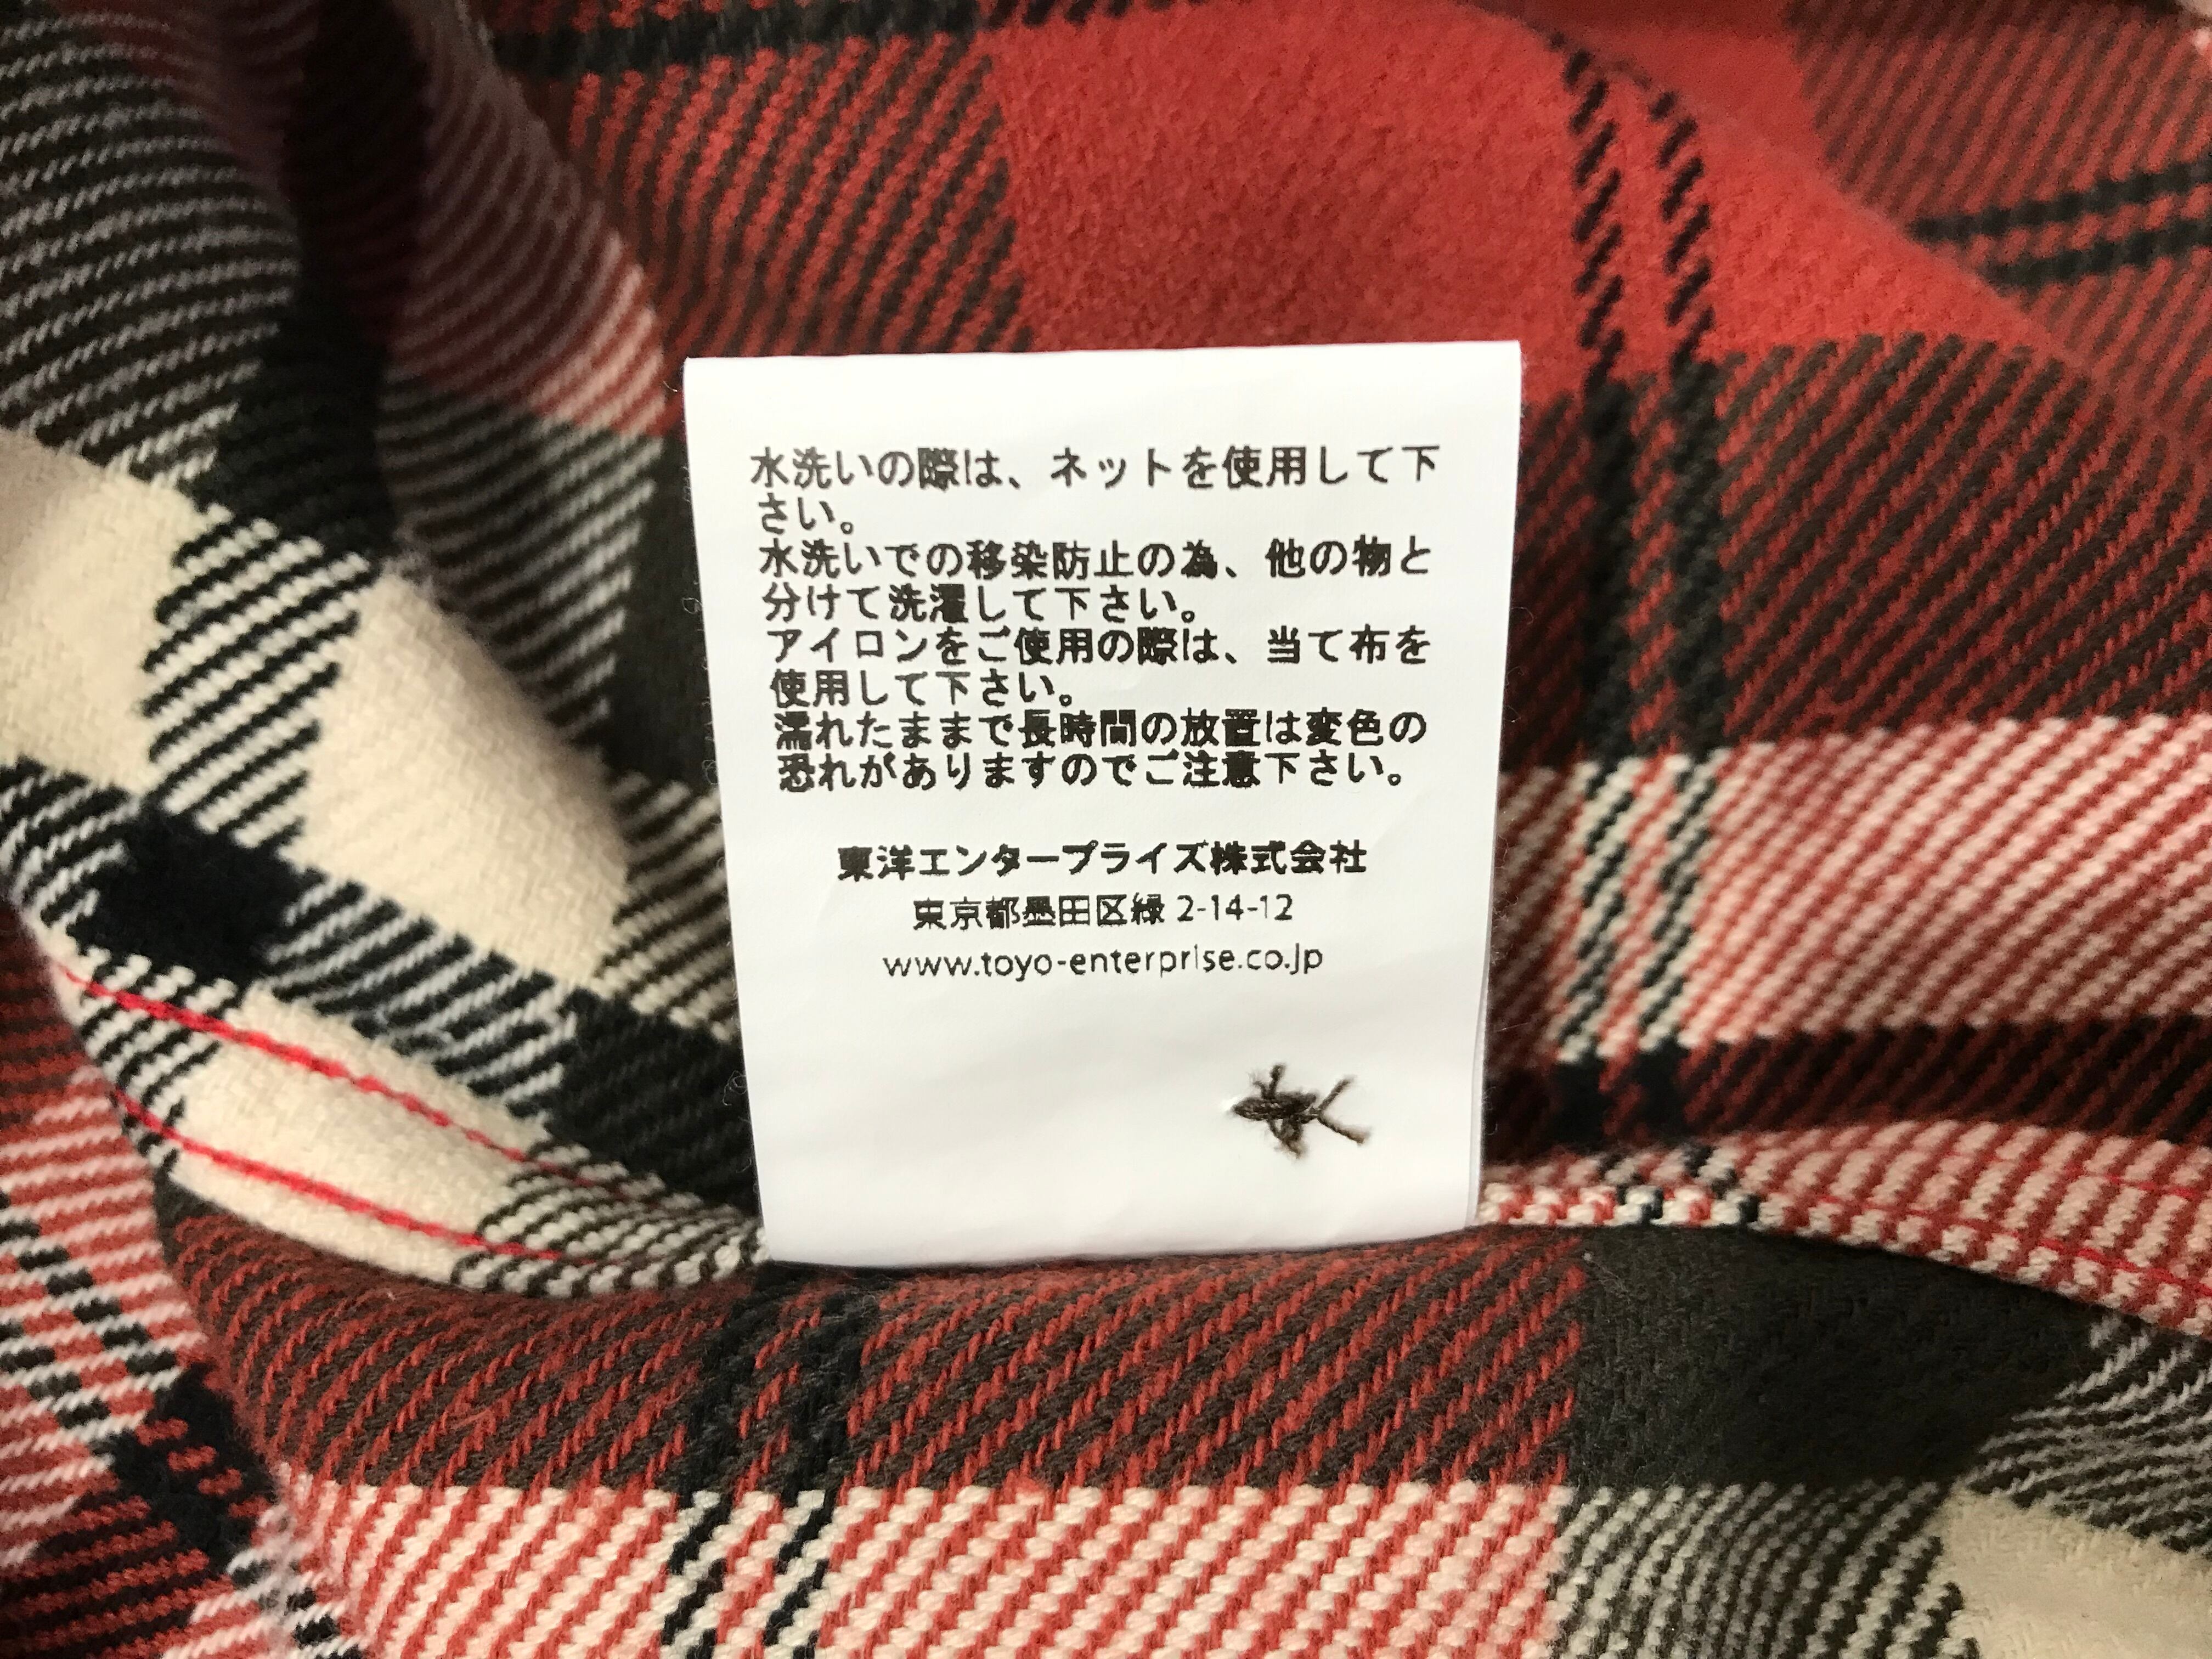 水洗いの際は、ネットを使用して下
さい。
水洗いでの移染防止の為、他の物と
分けて洗濯して下さい。
アイロンをご使用の際は、当て布を
使用して下さい。
濡れたままで長時間の放置は変色の
恐れがありますのでご注意下さい。
東洋エンタープライズ株式会社
東京都墨田区緑 2-14-12
www.toyo-enterprise.co.jp